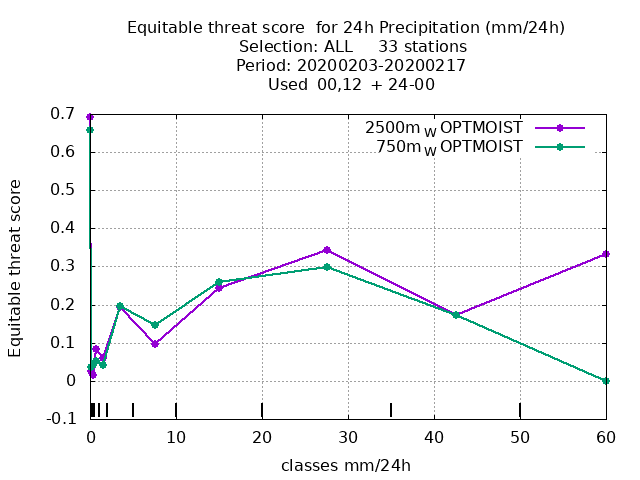 Equitable threat score  for 24h Precipitation (mm/24h)
Selection: ALL     33 stations
Period: 20200203-20200217
Used  00,12  + 24-00
2500m W OPTMOIST
750m W OPTMOIST
Equitable threat score
0.7
0.6
0.5
0.4
0.3
0.2
0.1
0
-0.1
0 10 20 30 40 50 60
classes mm/24h